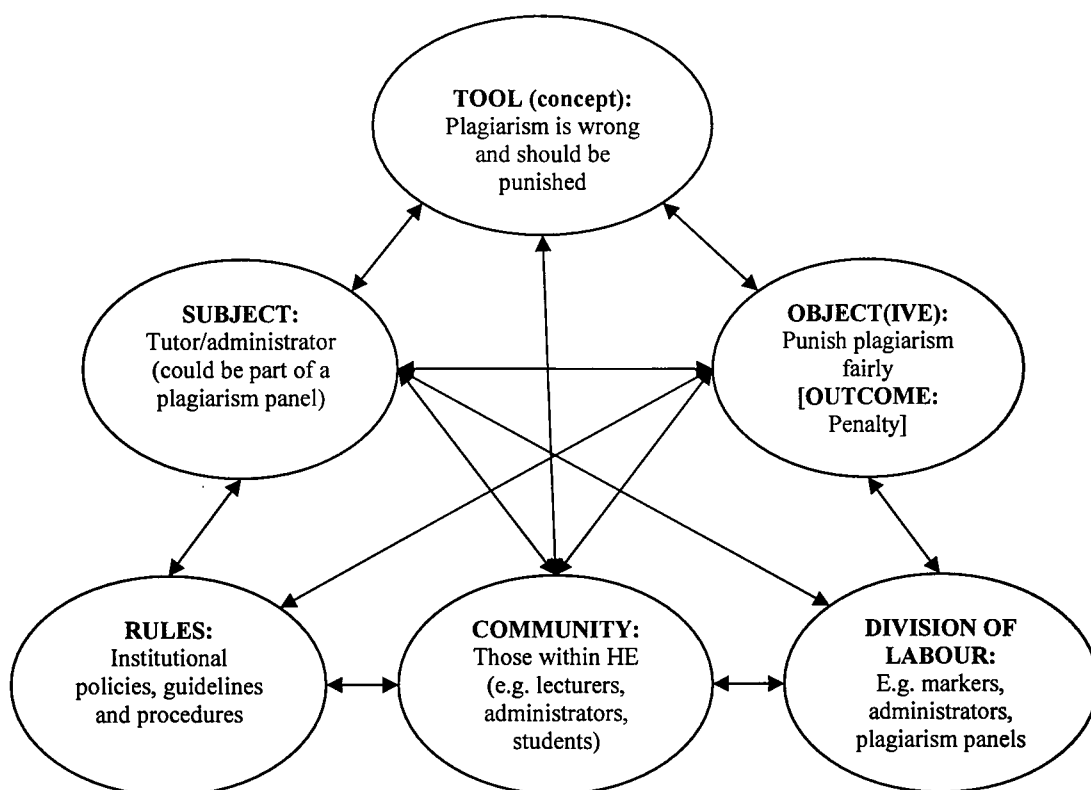 TOOL (concept):
Plagiarism is wrong
and should be
punished
SUBJECT:
Tutor/administrator
(could be part of a
plagiarism panel)
OBJECT(IVE):
Punish plagiarism
fairly
[OUTCOME:
Penalty]
RULES:
Institutional
policies, guidelines
and procedures
COMMUNITY:
Those within HE
(e.g. lecturers,
administrators,
students)
DIVISION OF
LABOUR:
E.g. markers,
administrators,
plagiarism panels